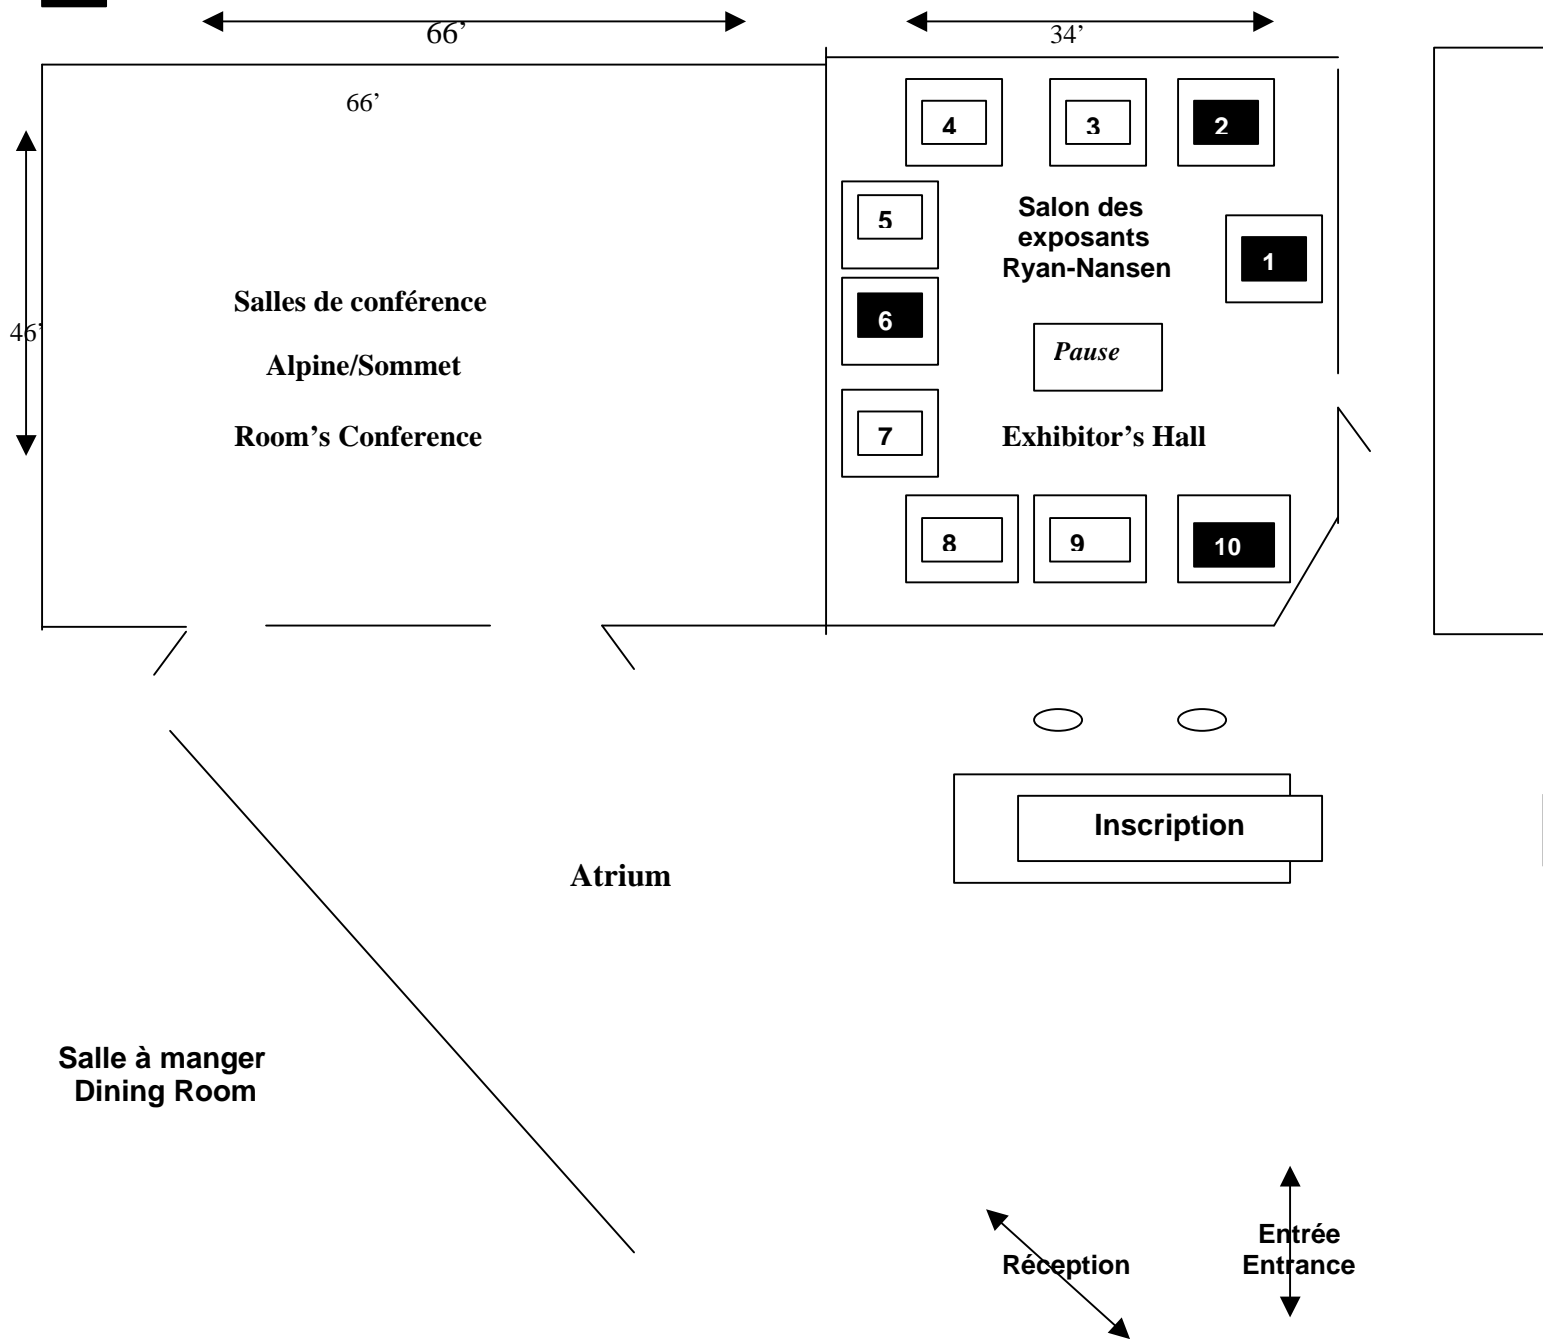 66’
34’
66’
4
3
2
5
Salon des
exposants
Ryan-Nansen
1
Salles de conférence
6
46’
Pause
Alpine/Sommet
7
Room's Conference
Exhibitor’s Hall
8
9
10
Inscription
Atrium
Salle à manger
Dining Room
Réception
Entrée
Entrance